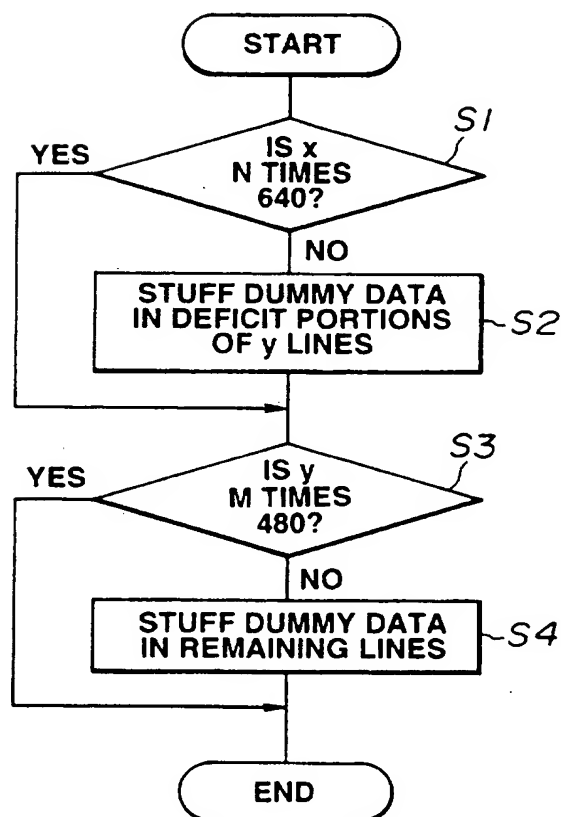 START
S1
YES
IS x
N TIMES
640?
NO
STUFF DUMMY DATA
IN DEFICIT PORTIONS
OF y LINES
S2
S3
YES
IS y
M TIMES
480?
NO
STUFF DUMMY DATA
IN REMAINING LINES
S4
END